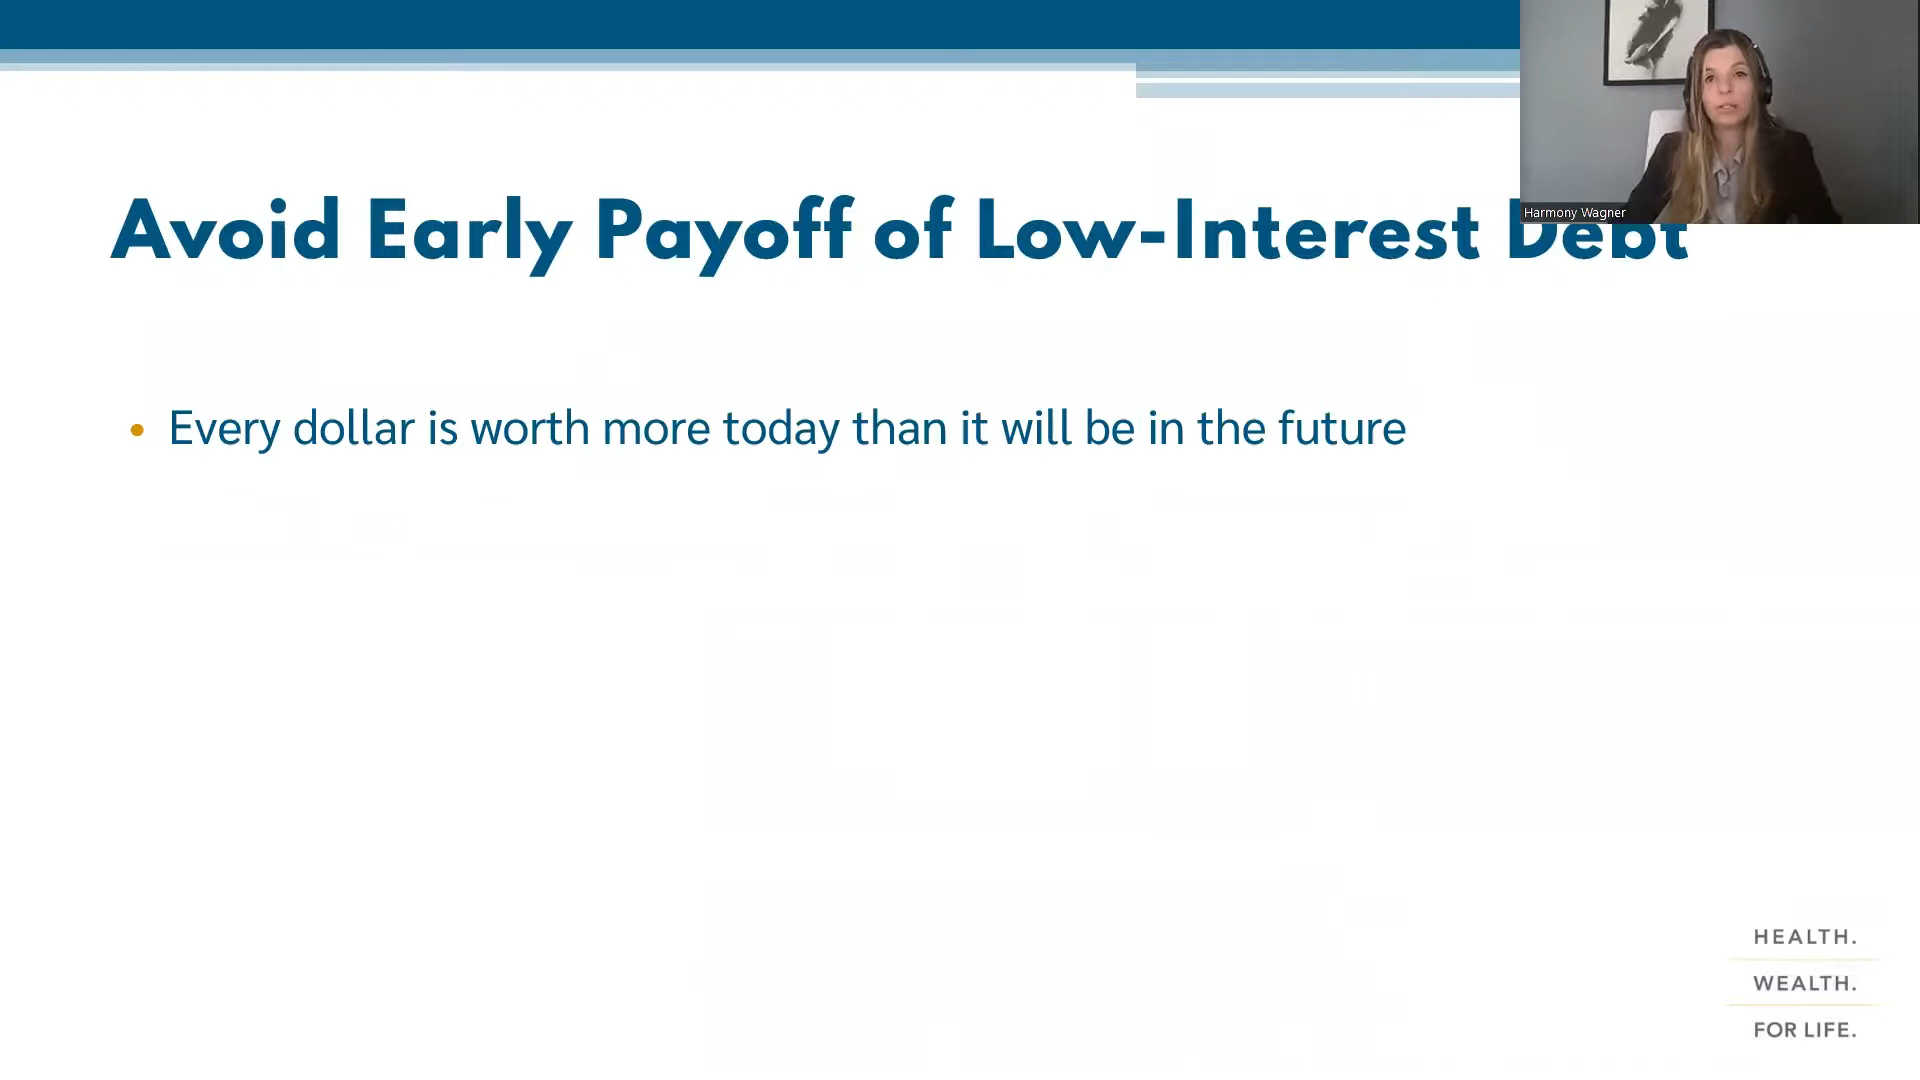 Harmony Wagner
Avoid Early Payoff of Low-Interest Debt
• Every dollar is worth more today than it will be in the future
HEALTH.
WEALTH.
FOR LIFE.